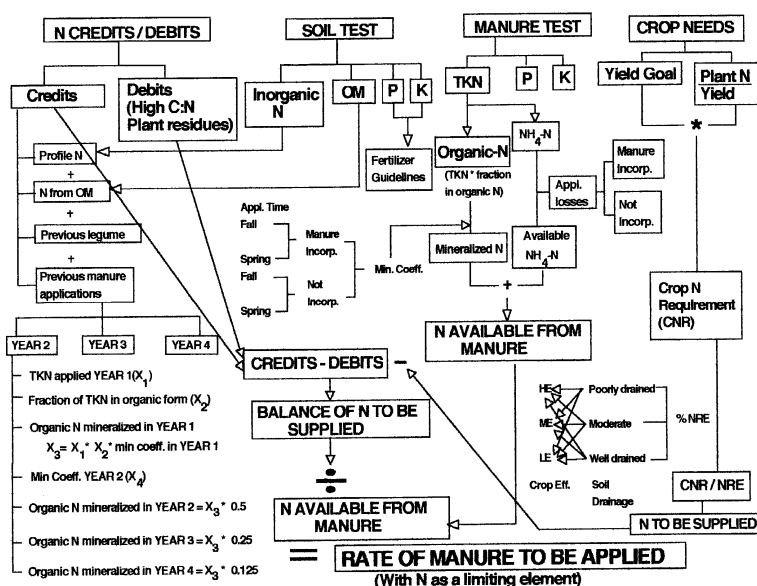 N CREDITS / DEBITS
SOIL TEST
MANURE TEST
CROP NEEDS
Credits
Debits
(High C:N
Plant residues)
Inorganic
N
OM
P
K
TKN
P
K
Yield Goal
Plant N
Yield
*
Profile N
+
N from OM
+
Previous legume
+
Previous manure
applications
Fertilizer
Guidelines
Organic-N
(TKN * fraction
in organic N)
NH4-N
Appl.
losses
Manure
Incorp.
Not
Incorp.
Appl. Time
Fall
Spring
Fall
Spring
Manure
Incorp.
Not
Incorp.
Min. Coeff.
Mineralized N
Available
NH4-N
+
Crop N
Requirement
(CNR)
YEAR 2
YEAR 3
YEAR 4
N AVAILABLE FROM
MANURE
TKN applied YEAR 1(X1)
Fraction of TKN in organic form (X2)
Organic N mineralized in YEAR 1
X3= X1* X2* min coeff. in YEAR 1
Min Coeff. YEAR 2 (X4)
Organic N mineralized in YEAR 2 = X3* 0.5
Organic N mineralized in YEAR 3 = X3* 0.25
Organic N mineralized in YEAR 4 = X3* 0.125
CREDITS - DEBITS
–
BALANCE OF N TO BE
SUPPLIED
÷
N AVAILABLE FROM
MANURE
HE
ME
LE
Poorly drained
Moderate
Well drained
% NRE
Crop Eff.
Soil
Drainage
CNR / NRE
N TO BE SUPPLIED
= RATE OF MANURE TO BE APPLIED
(With N as a limiting element)